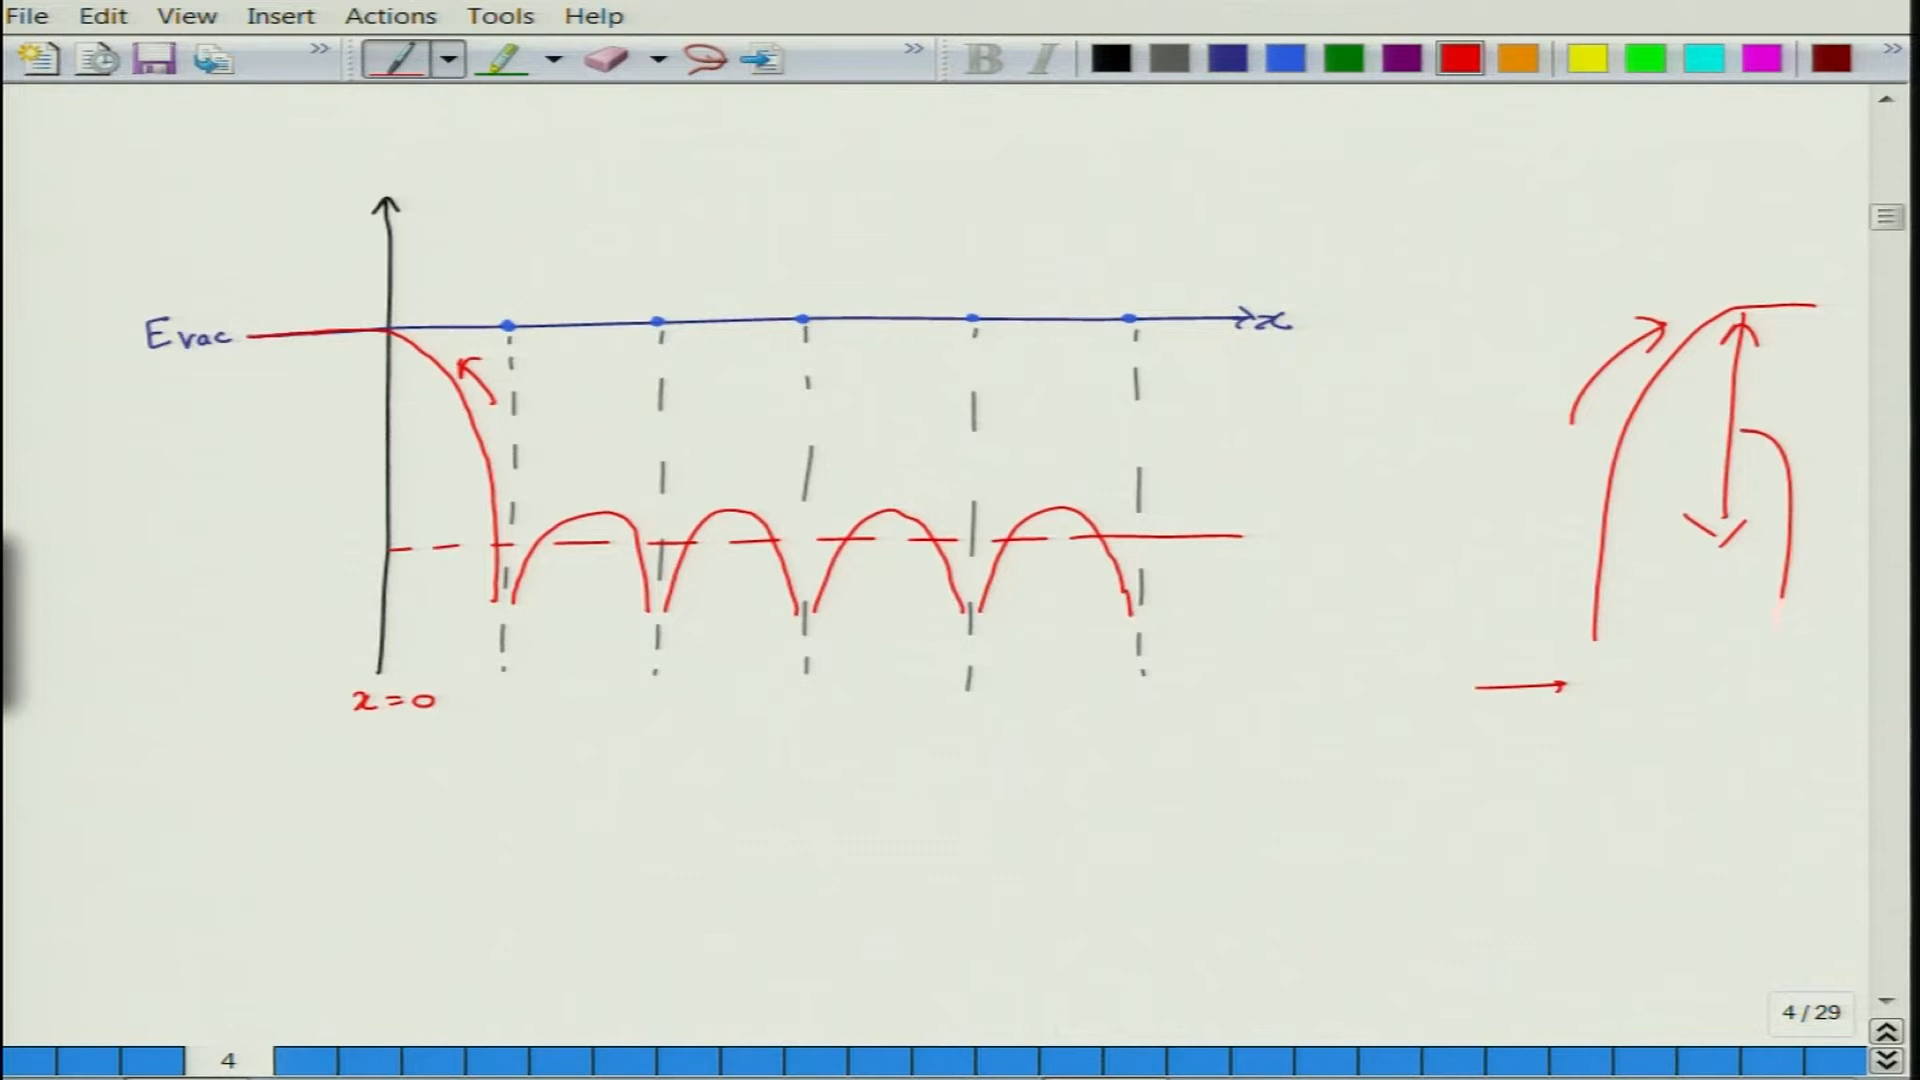 File Edit View Insert Actions Tools Help
B I
Evac
x
x=0
4 / 29
4